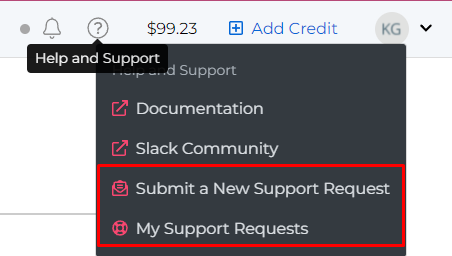 $99.23 Add Credit KG
Help and Support
Help and Support
Documentation
Slack Community
Submit a New Support Request
My Support Requests